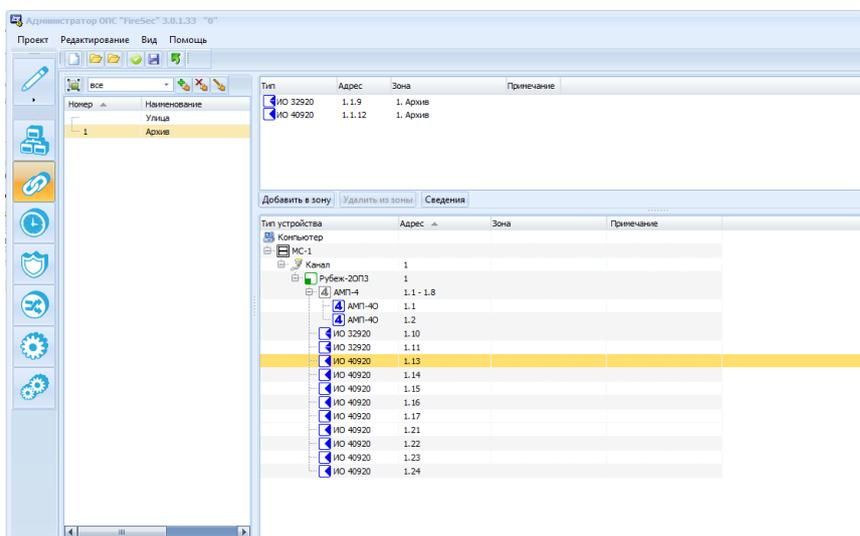 Администратор ОПС "FireSec" 3.0.1.33 "0"
Проект Редактирование Вид Помощь
все
Номер Наименование
Улица
1 Архив
Тип Адрес Зона Примечание
ИО 32920 1.1.9 1. Архив
ИО 40920 1.1.12 1. Архив
Добавить в зону Удалить из зоны Сведения
Тип устройства Адрес Зона Примечание
Компьютер
МС-1
Канал 1
Рубеж-2ОП3 1
4 АМП-4 1.1 - 1.8
4 АМП-4О 1.1
4 АМП-4О 1.2
ИО 32920 1.10
ИО 32920 1.11
ИО 40920 1.13
ИО 40920 1.14
ИО 40920 1.15
ИО 40920 1.16
ИО 40920 1.17
ИО 40920 1.21
ИО 40920 1.22
ИО 40920 1.23
ИО 40920 1.24